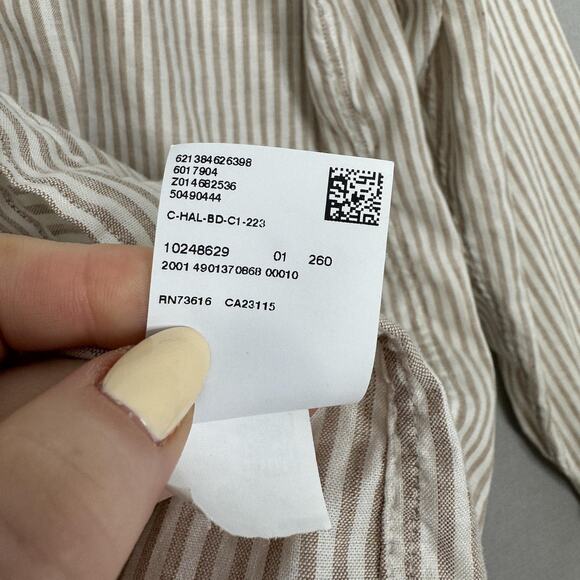 621384626398
6017904
Z014682536
50490444
C-HAL-BD-C1-223
10248629 01 260
2001 4901370868 00010
RN73616 CA23115